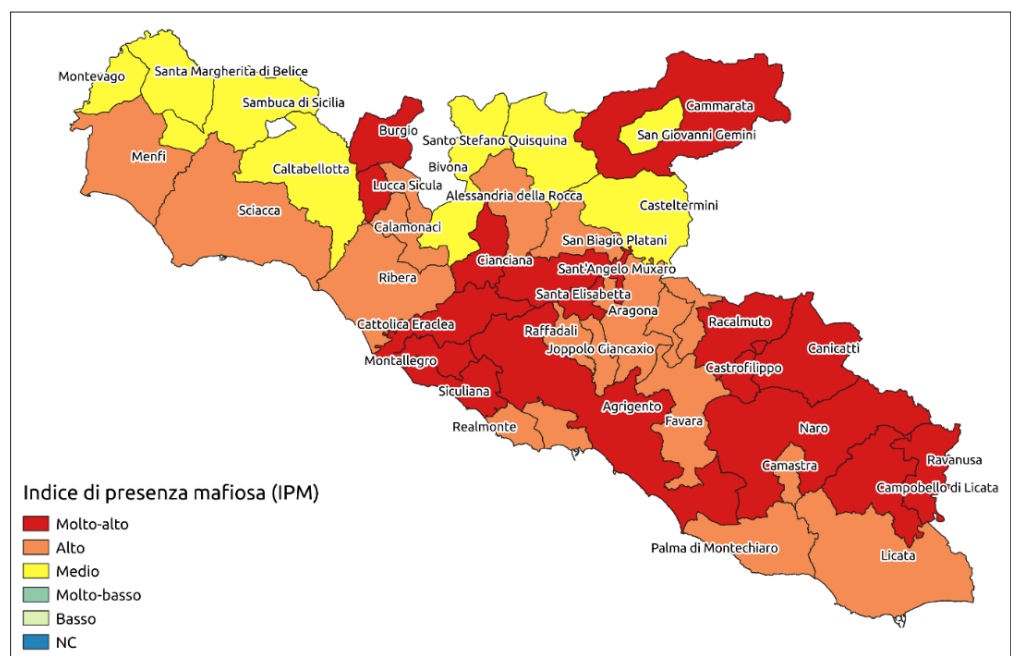 Montevago
Santa Margherita di Belice
Sambuca di Sicilia
Menfi
Caltabellotta
Sciacca
Burgio
Lucca Sicula
Calamonaci
Ribera
Bivona
Santo Stefano Quisquina
Alessandria della Rocca
Cammarata
San Giovanni Gemini
Casteltermini
San Biagio Platani
Cianciana
Sant'Angelo Muxaro
Santa Elisabetta
Aragona
Cattolica Eraclea
Raffadali
Joppolo Giancaxio
Montallegro
Siculiana
Realmonte
Agrigento
Favara
Racalmuto
Castrofilippo
Canicatti
Naro
Camastra
Ravanusa
Campobello di Licata
Palma di Montechiaro
Licata
Indice di presenza mafiosa (IPM)
Molto-alto
Alto
Medio
Molto-basso
Basso
NC